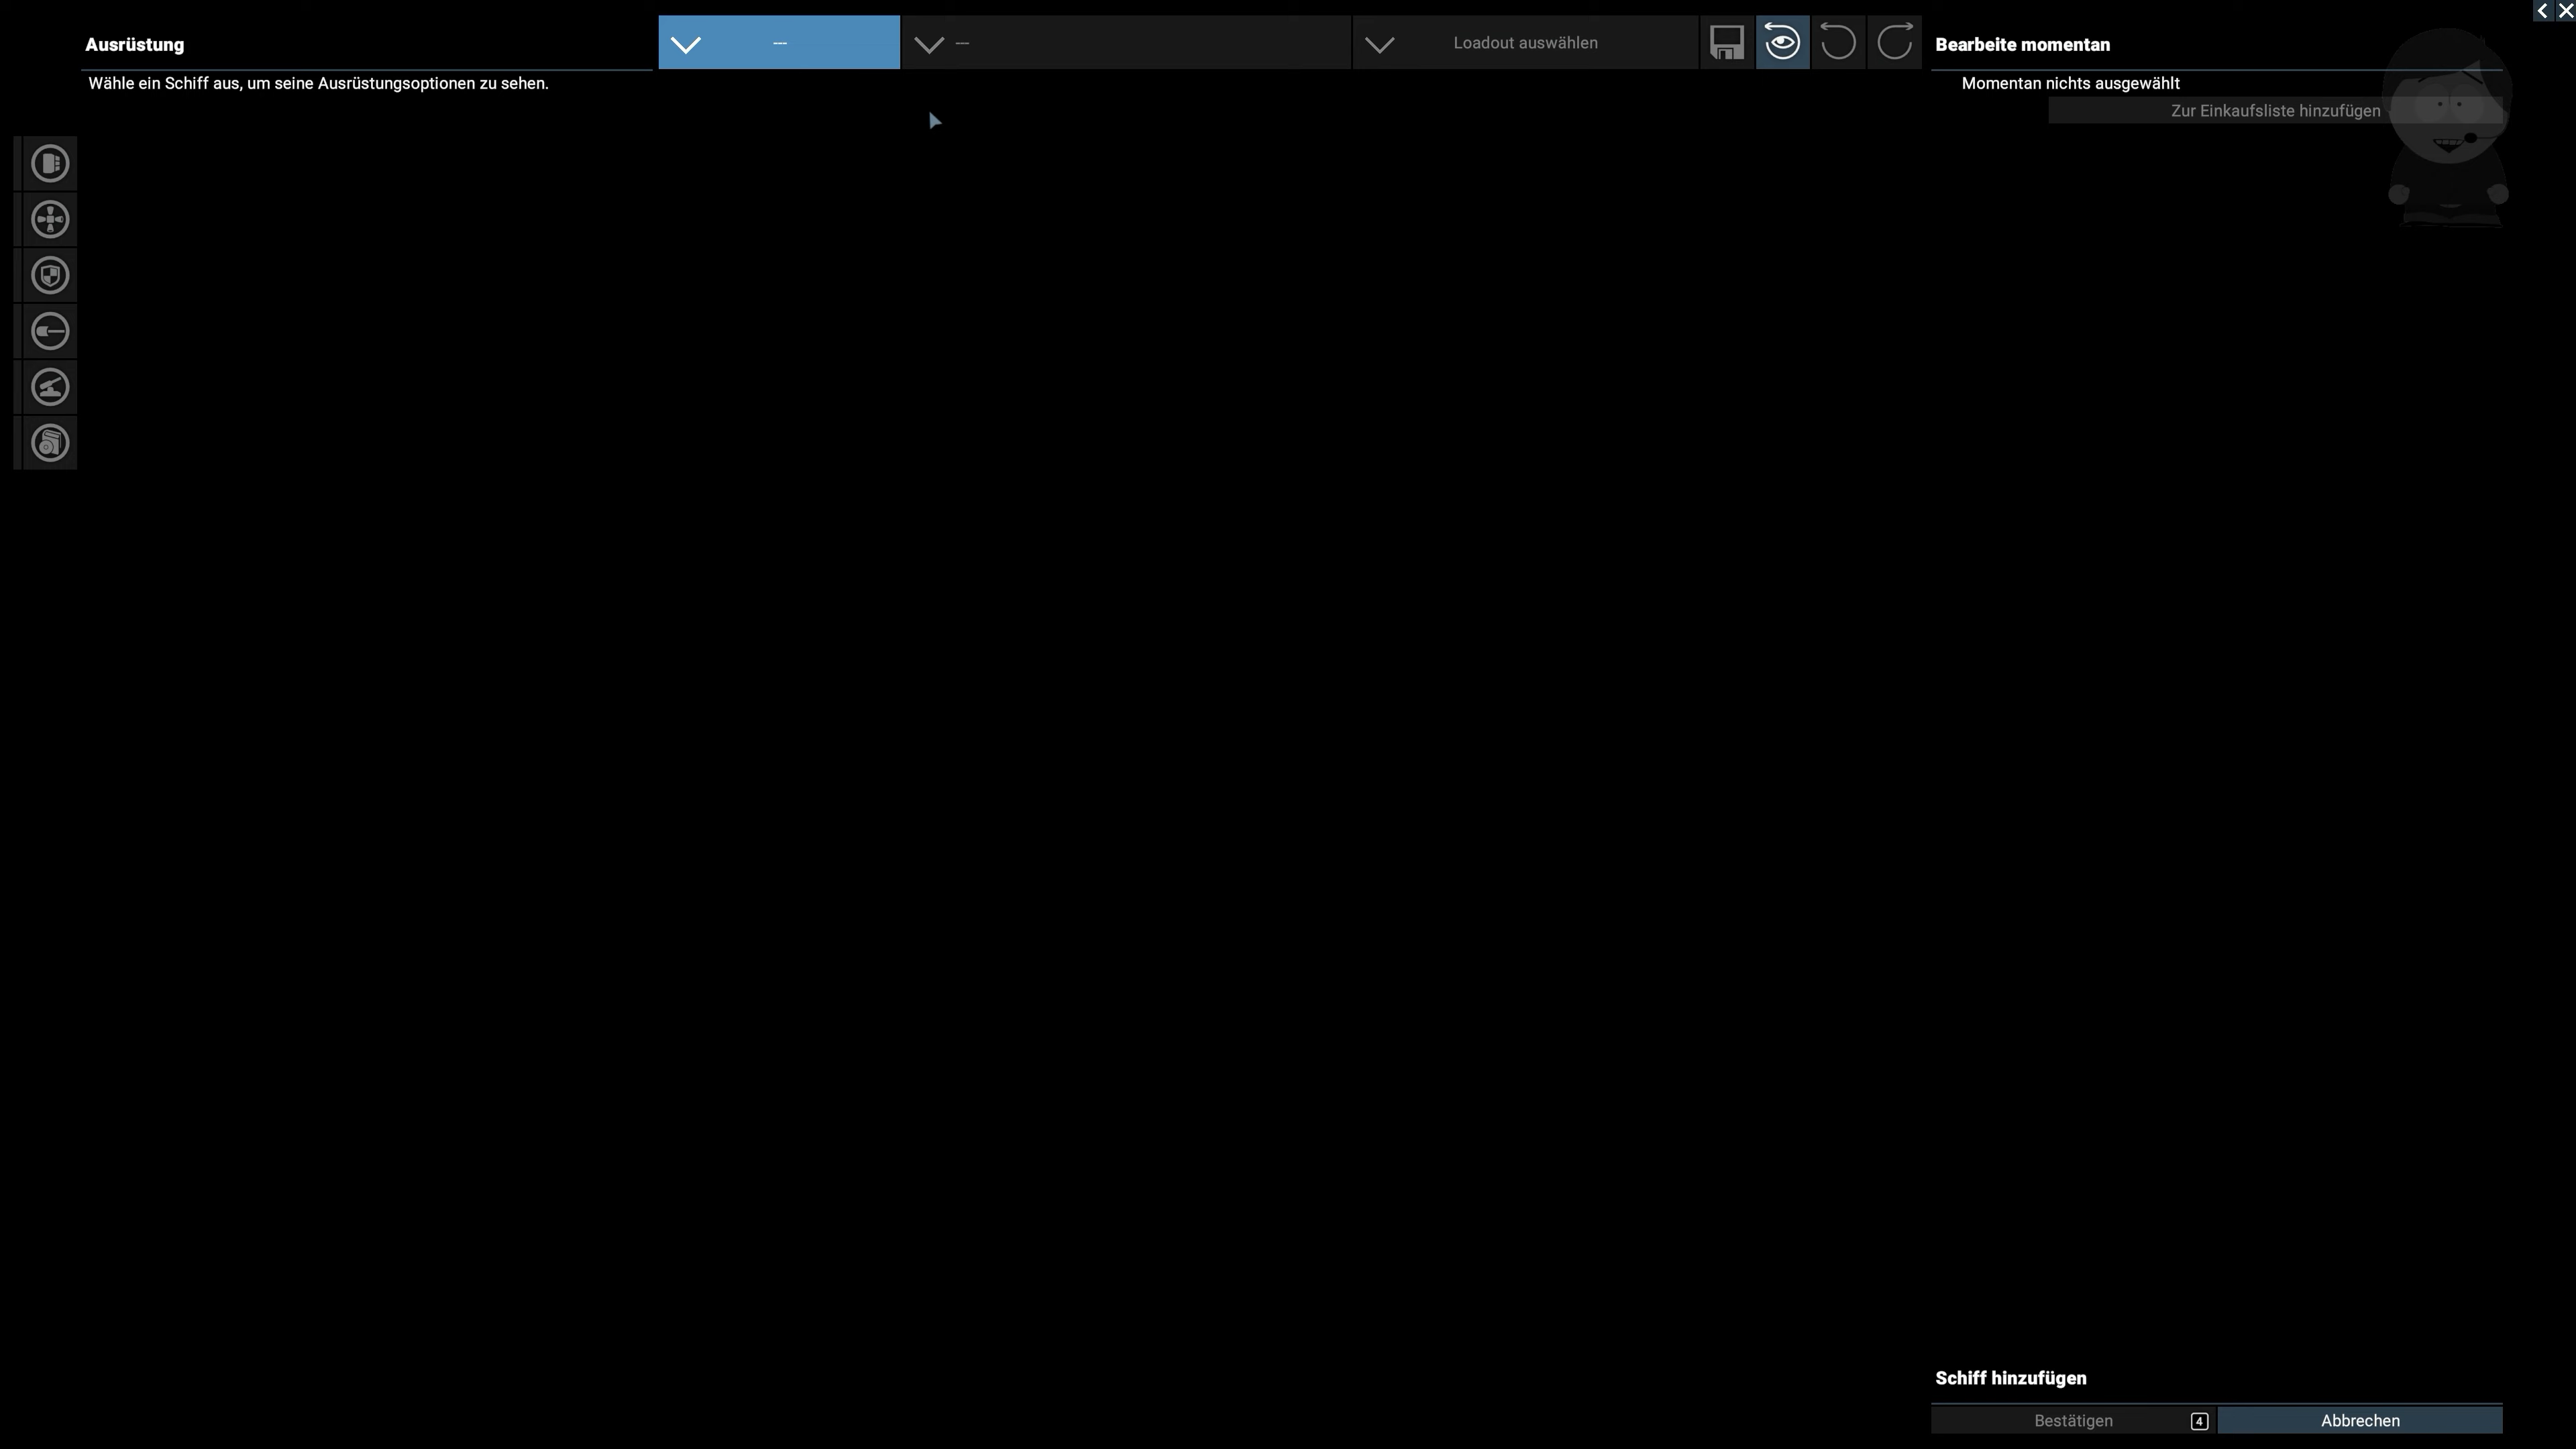 Ausrüstung
---
---
Loadout auswählen
Bearbeite momentan
Wähle ein Schiff aus, um seine Ausrüstungsoptionen zu sehen.
Momentan nichts ausgewählt
Zur Einkaufsliste hinzufügen
Schiff hinzufügen
Bestätigen 4
Abbrechen